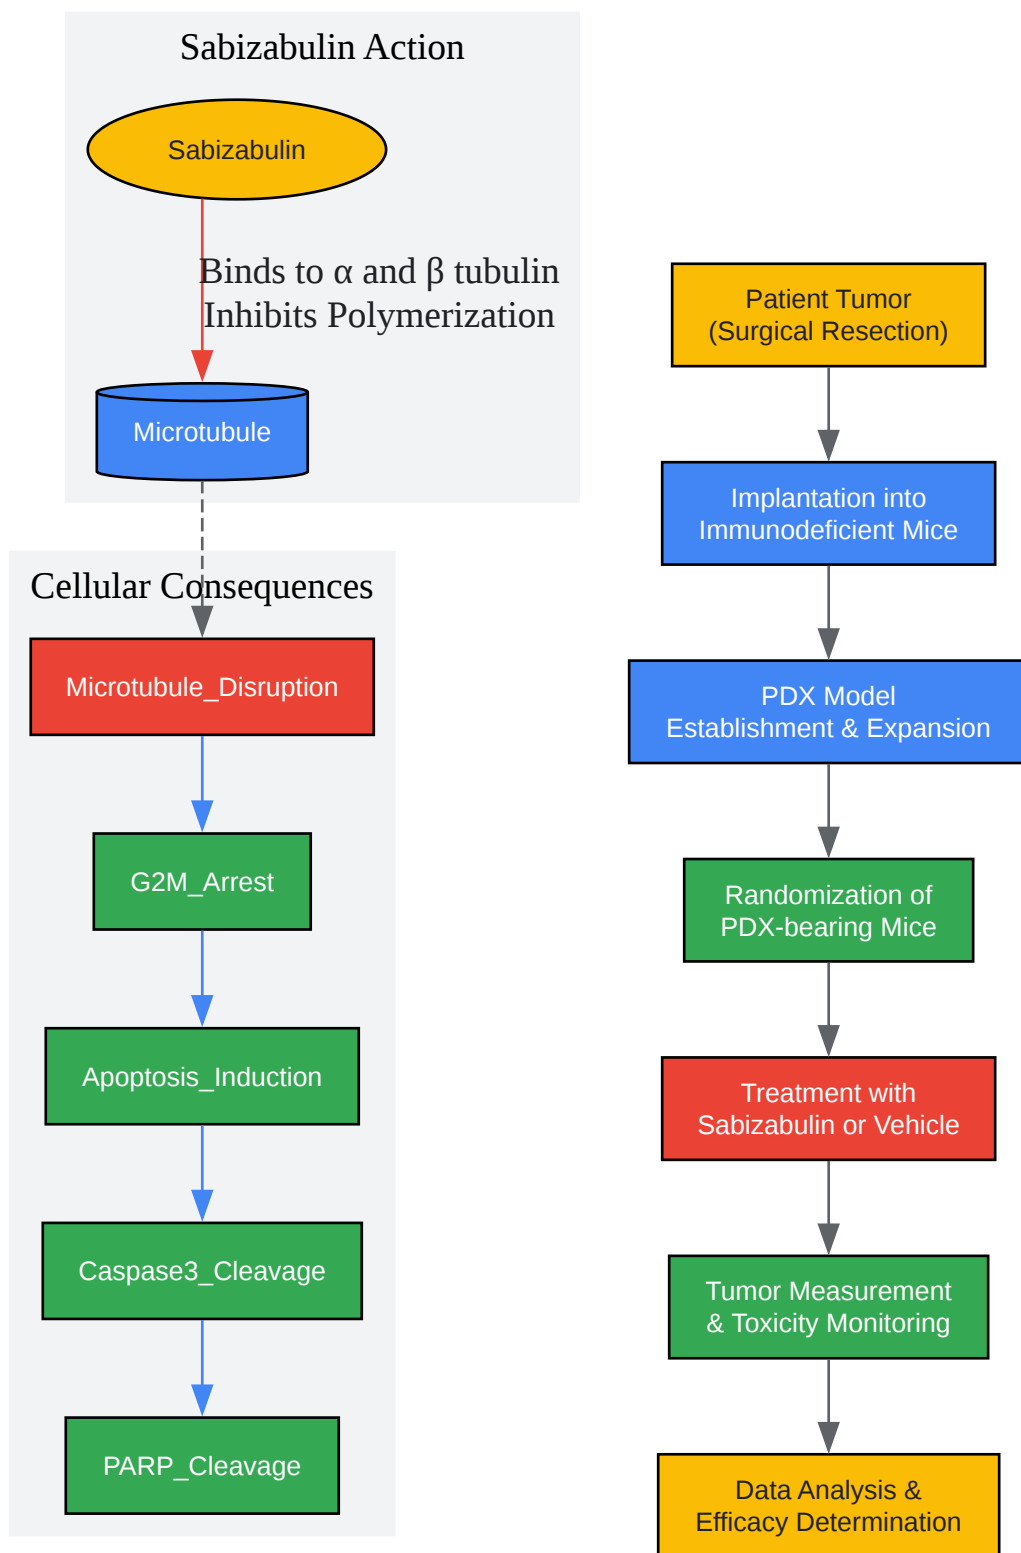 Sabizabulin Action
Sabizabulin
Binds to α and β tubulin
Inhibits Polymerization
Microtubule
Cellular Consequences
Microtubule_Disruption
G2M_Arrest
Apoptosis_Induction
Caspase3_Cleavage
PARP_Cleavage
Patient Tumor
(Surgical Resection)
Implantation into
Immunodeficient Mice
PDX Model
Establishment & Expansion
Randomization of
PDX-bearing Mice
Treatment with
Sabizabulin or Vehicle
Tumor Measurement
& Toxicity Monitoring
Data Analysis &
Efficacy Determination